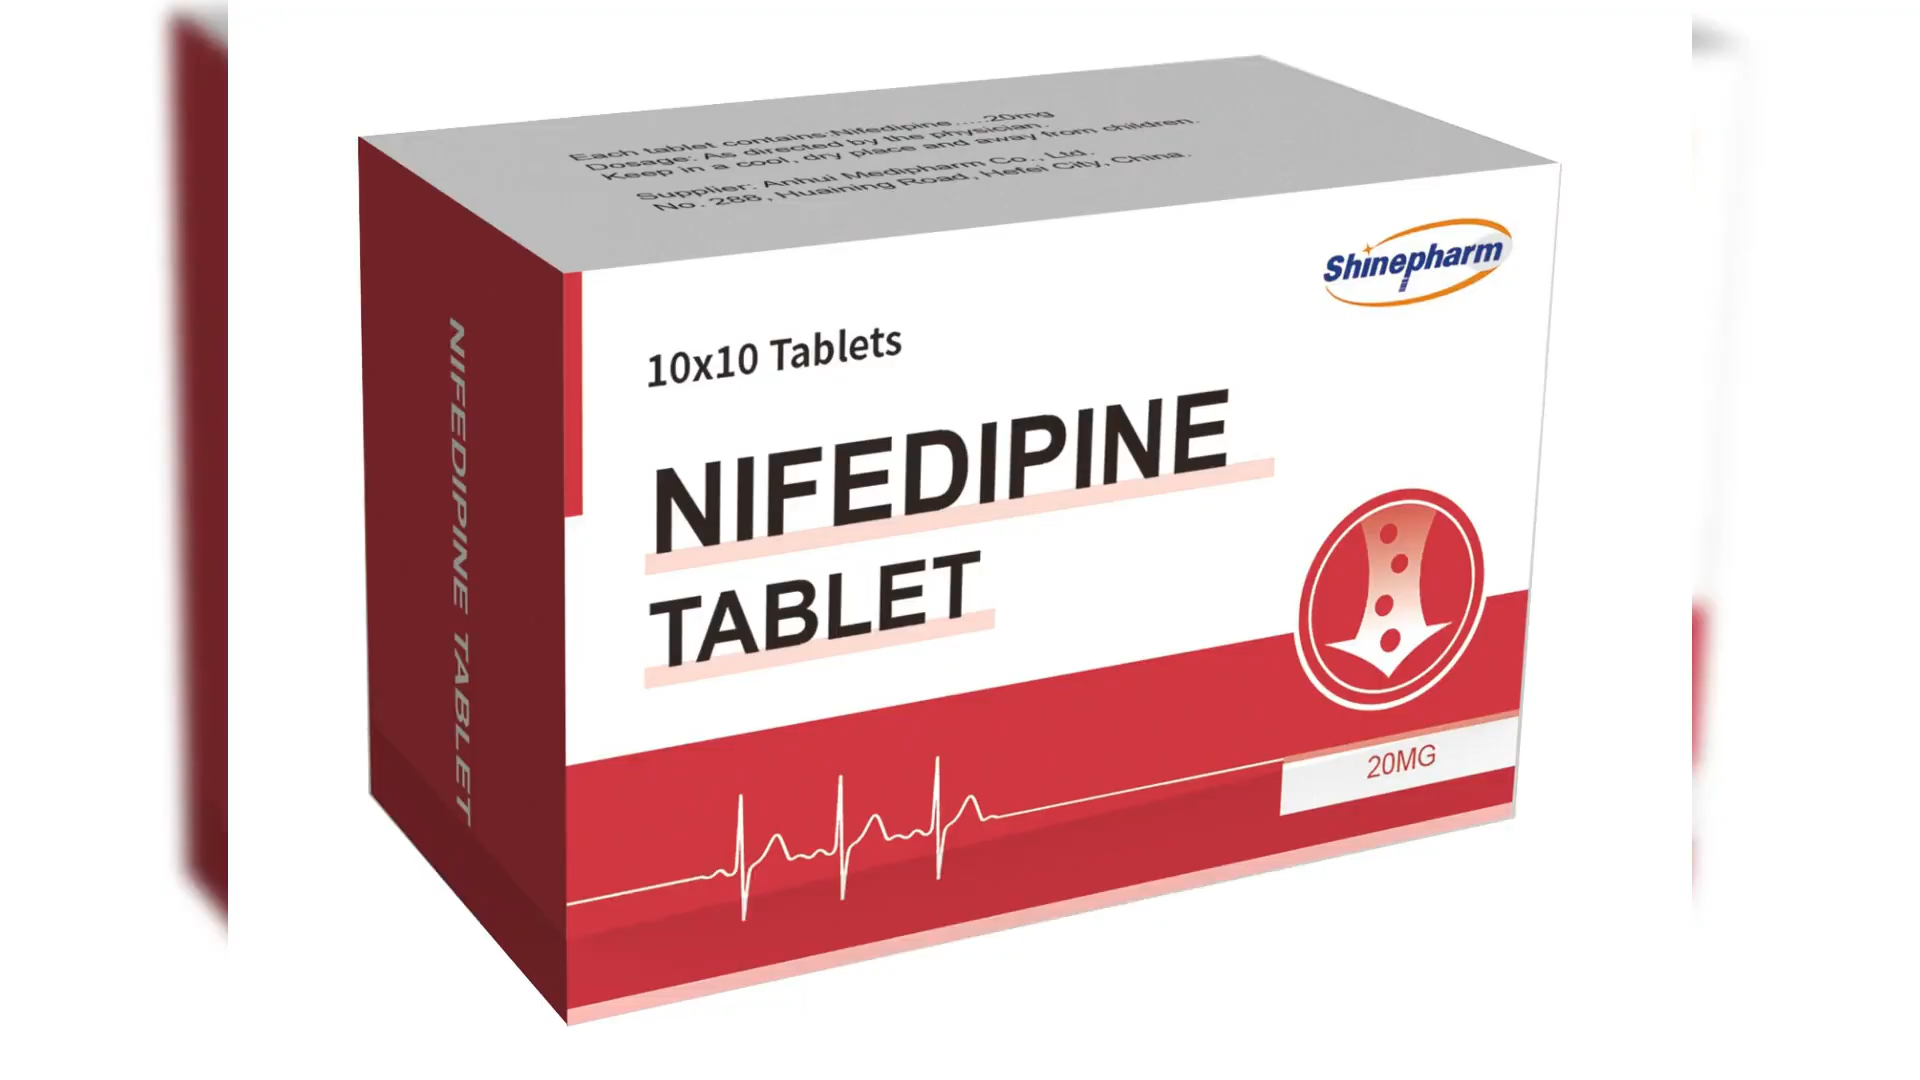 Each tablet contains:Nifedipine.....20mg
Dosage: As directed by the physician.
Keep in a cool, dry place and away from children.
Supplier: Anhui Medipharm Co., Ltd.
No. 288, Huaining Road, Hefei City, China.
Shinepharm
10x10 Tablets
NIFEDIPINE
TABLET
20MG
NIFEDIPINE TABLET